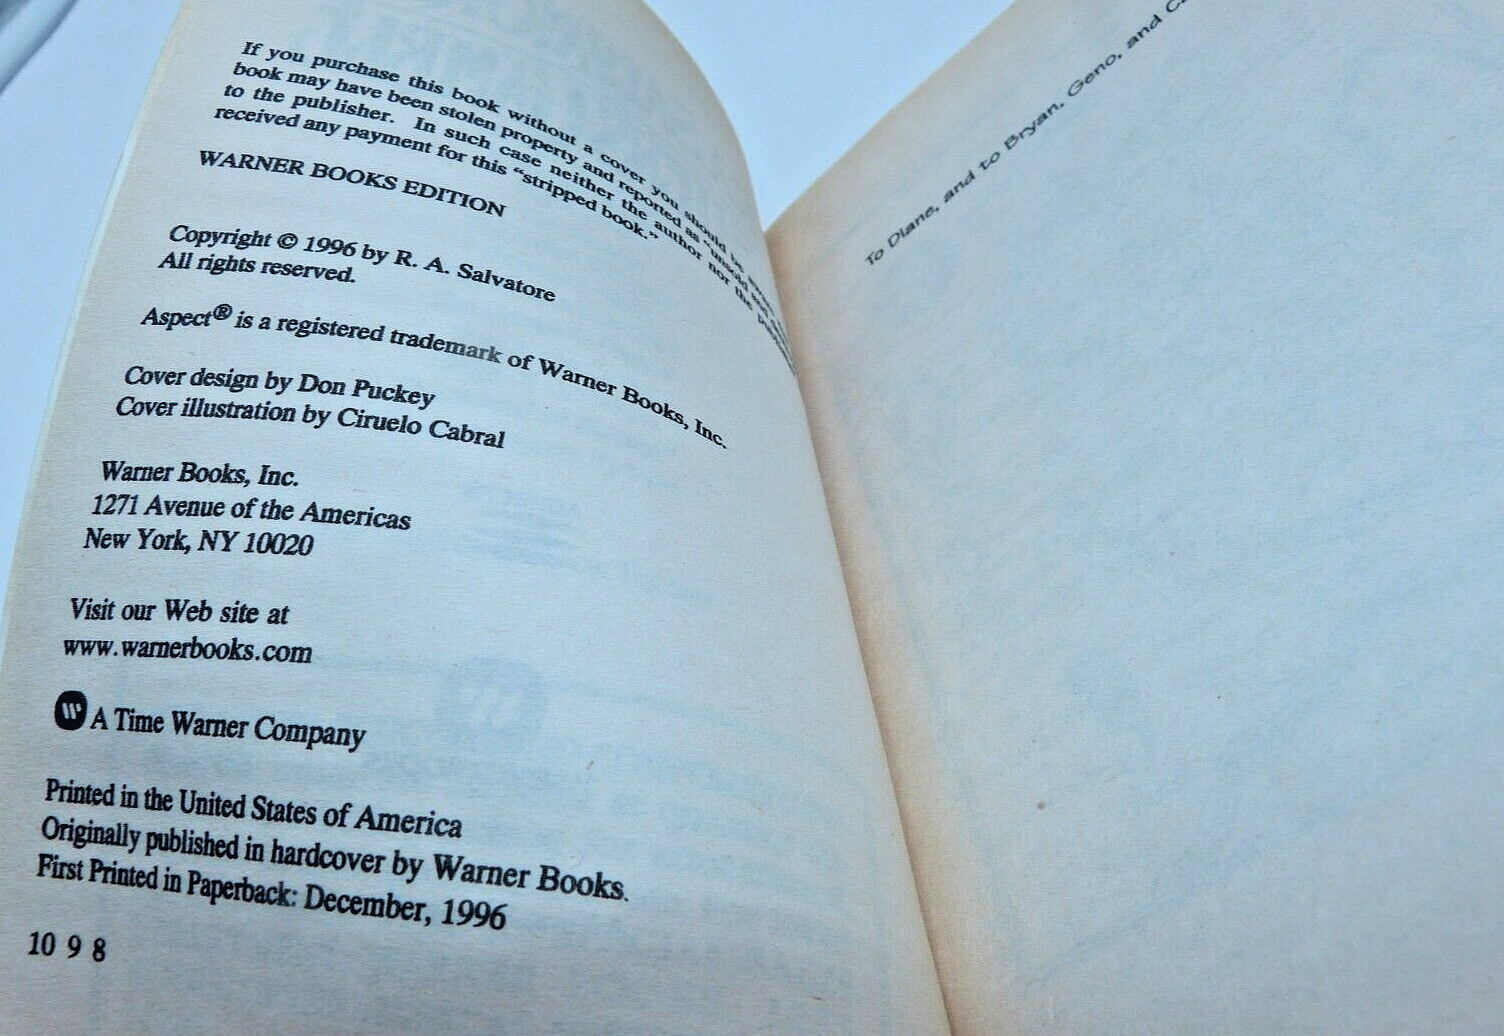 If you purchase this book without a cover you should be
book may have been stolen property and reported as "unsold and
to the publisher. In such case neither the author nor the
received any payment for this "stripped book."
WARNER BOOKS EDITION
Copyright © 1996 by R. A. Salvatore
All rights reserved.
Aspect® is a registered trademark of Warner Books, Inc.
Cover design by Don Puckey
Cover illustration by Ciruelo Cabral
Warner Books, Inc.
1271 Avenue of the Americas
New York, NY 10020
Visit our Web site at
www.warnerbooks.com
W A Time Warner Company
Printed in the United States of America
Originally published in hardcover by Warner Books.
First Printed in Paperback: December, 1996
10 9 8
To Diane, and to Bryan, Geno, and